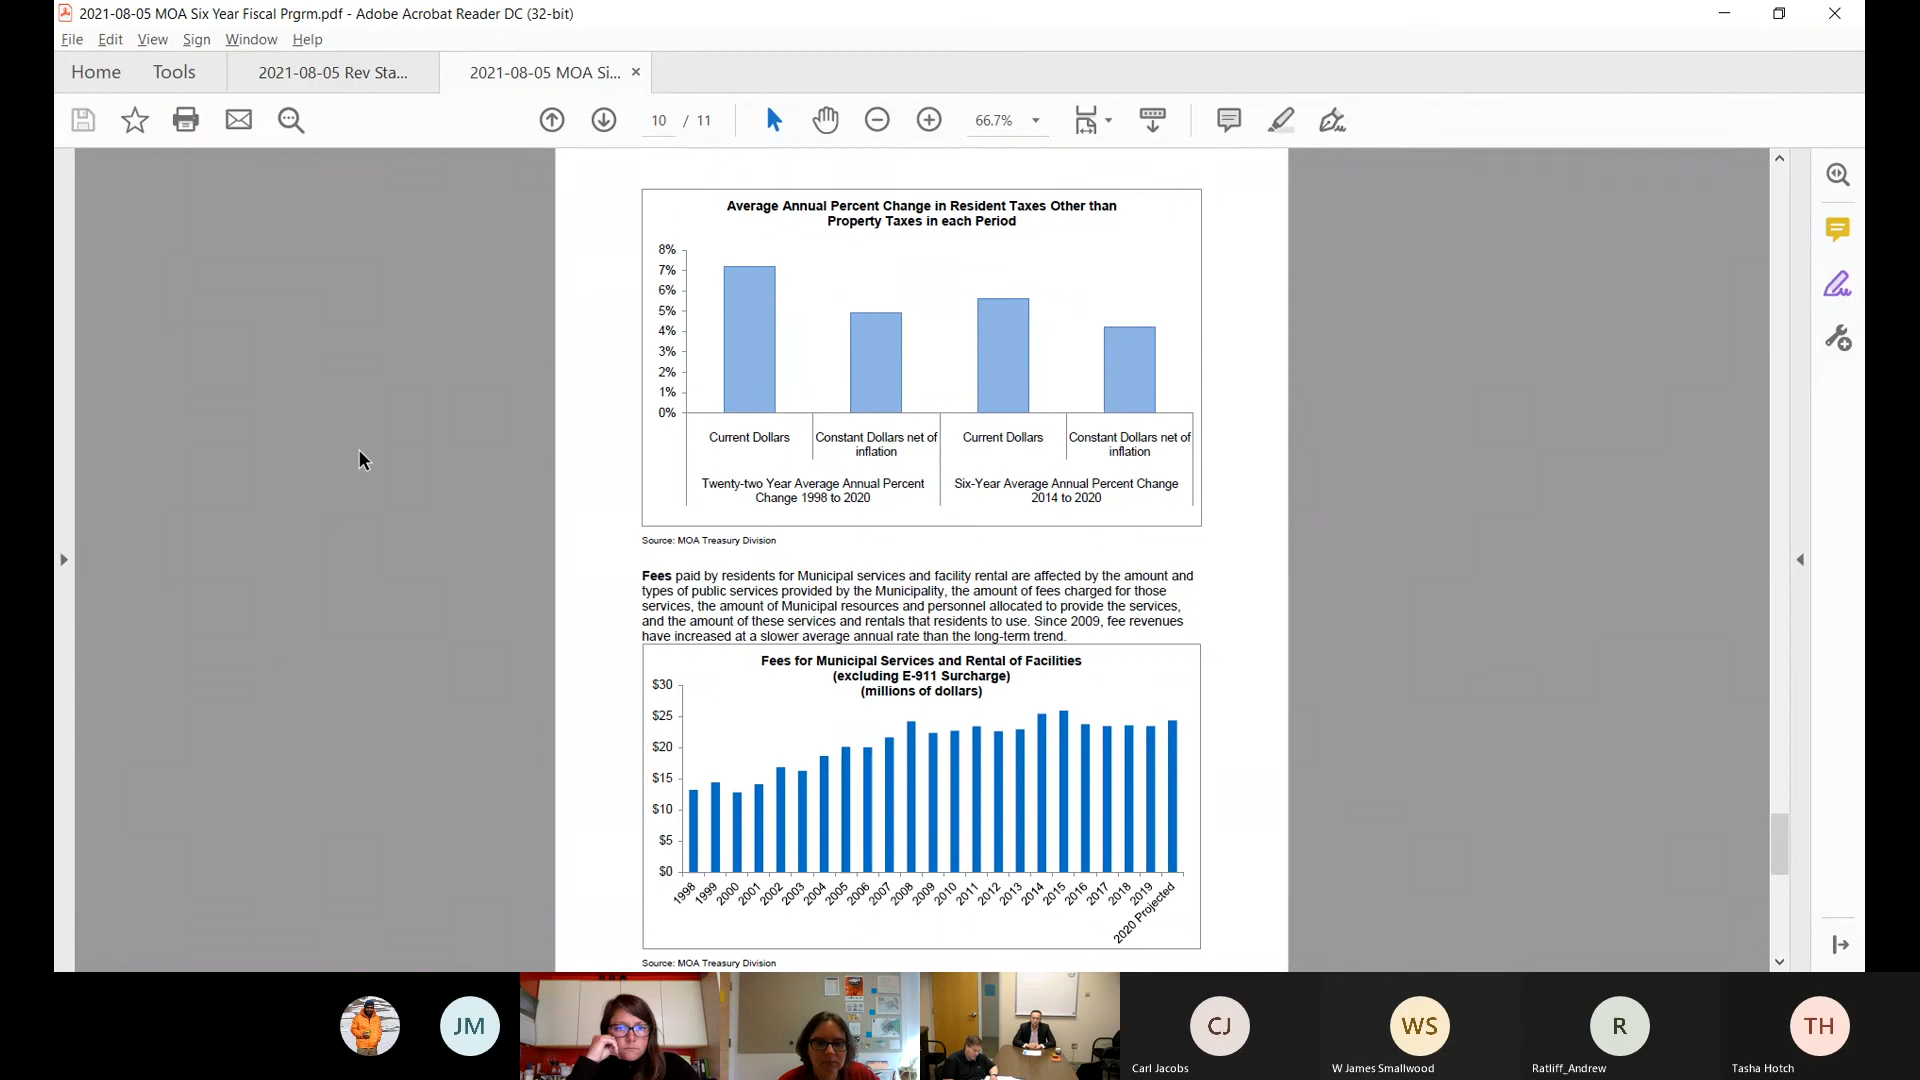 2021-08-05 MOA Six Year Fiscal Prgrm.pdf - Adobe Acrobat Reader DC (32-bit)
File Edit View Sign Window Help
Home Tools 2021-08-05 Rev Sta... 2021-08-05 MOA Si... ×
10 / 11 66.7%
Average Annual Percent Change in Resident Taxes Other than
Property Taxes in each Period
8%
7%
6%
5%
4%
3%
2%
1%
0%
Current Dollars Constant Dollars net of inflation Current Dollars Constant Dollars net of inflation
Twenty-two Year Average Annual Percent Change 1998 to 2020 Six-Year Average Annual Percent Change 2014 to 2020
Source: MOA Treasury Division
Fees paid by residents for Municipal services and facility rental are affected by the amount and
types of public services provided by the Municipality, the amount of fees charged for those
services, the amount of Municipal resources and personnel allocated to provide the services,
and the amount of these services and rentals that residents to use. Since 2009, fee revenues
have increased at a slower average annual rate than the long-term trend.
Fees for Municipal Services and Rental of Facilities
(excluding E-911 Surcharge)
(millions of dollars)
$30
$25
$20
$15
$10
$5
$0
1998 1999 2000 2001 2002 2003 2004 2005 2006 2007 2008 2009 2010 2011 2012 2013 2014 2015 2016 2017 2018 2019 2020 Projected
Source: MOA Treasury Division
JM CJ WS R TH
Carl Jacobs W James Smallwood Ratliff_Andrew Tasha Hotch